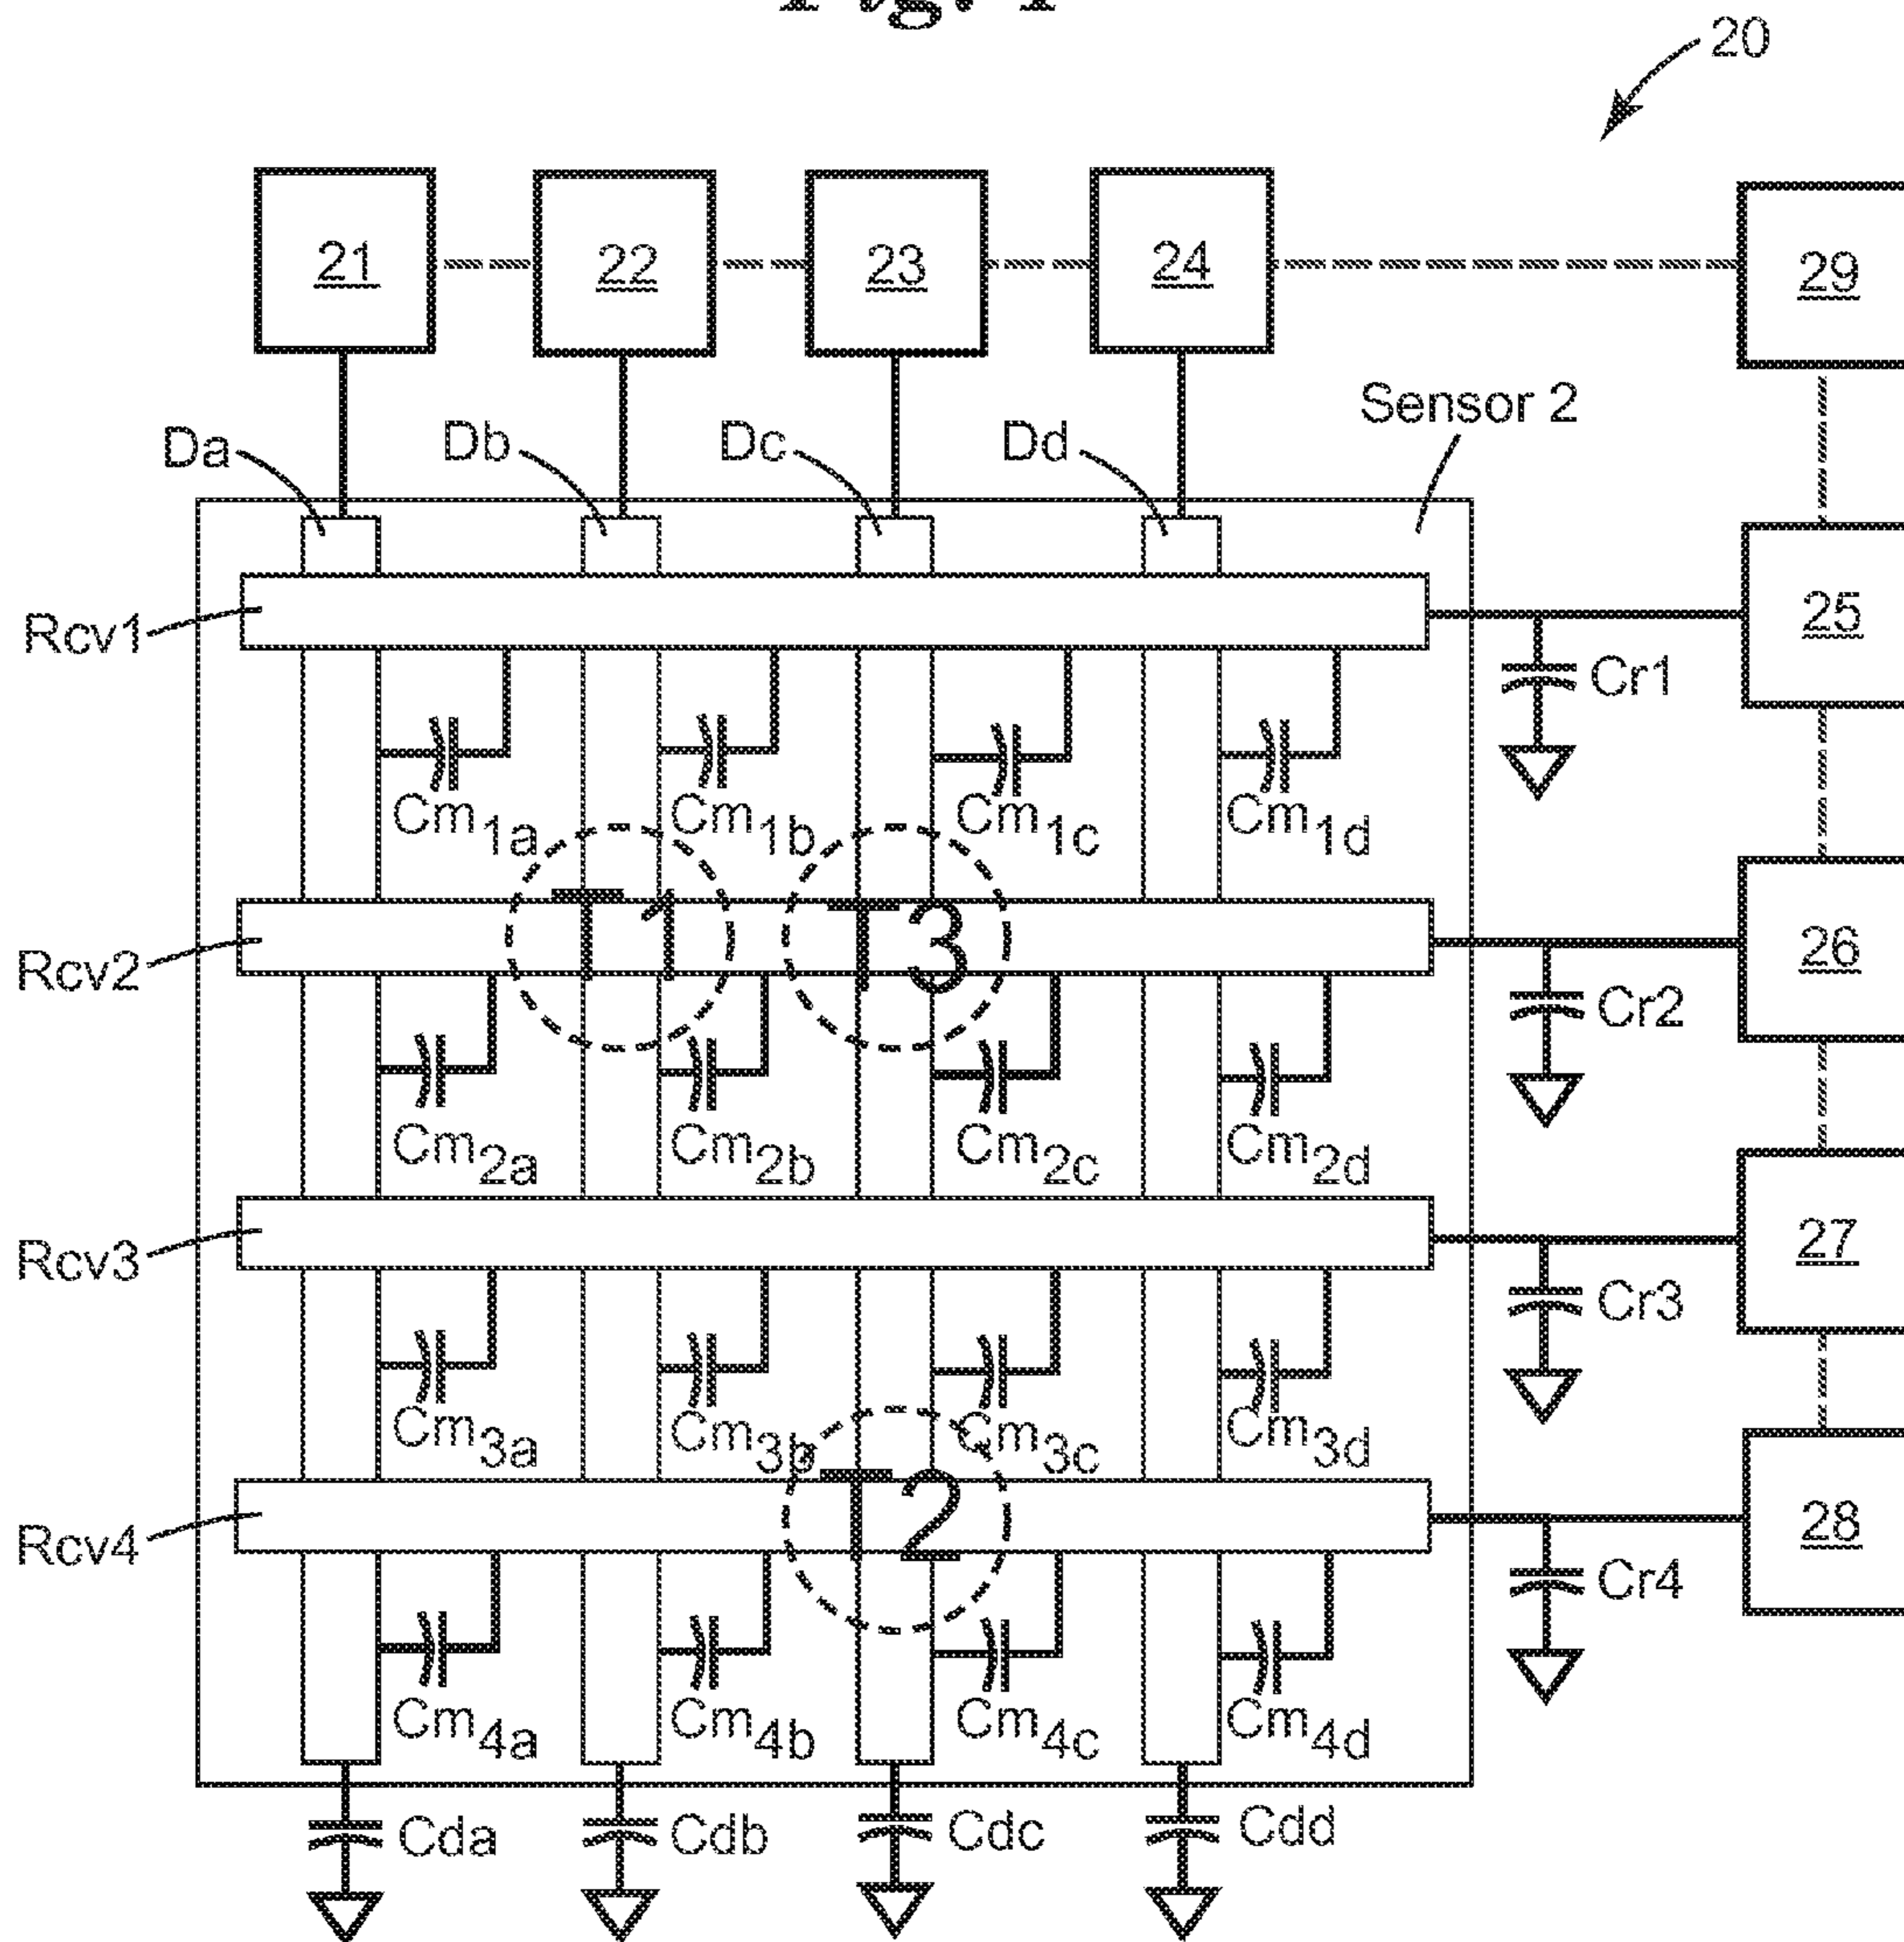 20
21 22 23 24 29
Sensor 2
Da Db Dc Dd
Rcv1 25
Cr1
Cm1a Cm1b Cm1c Cm1d
T1 T3
Rcv2 26
Cr2
Cm2a Cm2b Cm2c Cm2d
Rcv3 27
Cr3
Cm3a Cm3b Cm3c Cm3d
T2
Rcv4 28
Cr4
Cm4a Cm4b Cm4c Cm4d
Cda Cdb Cdc Cdd